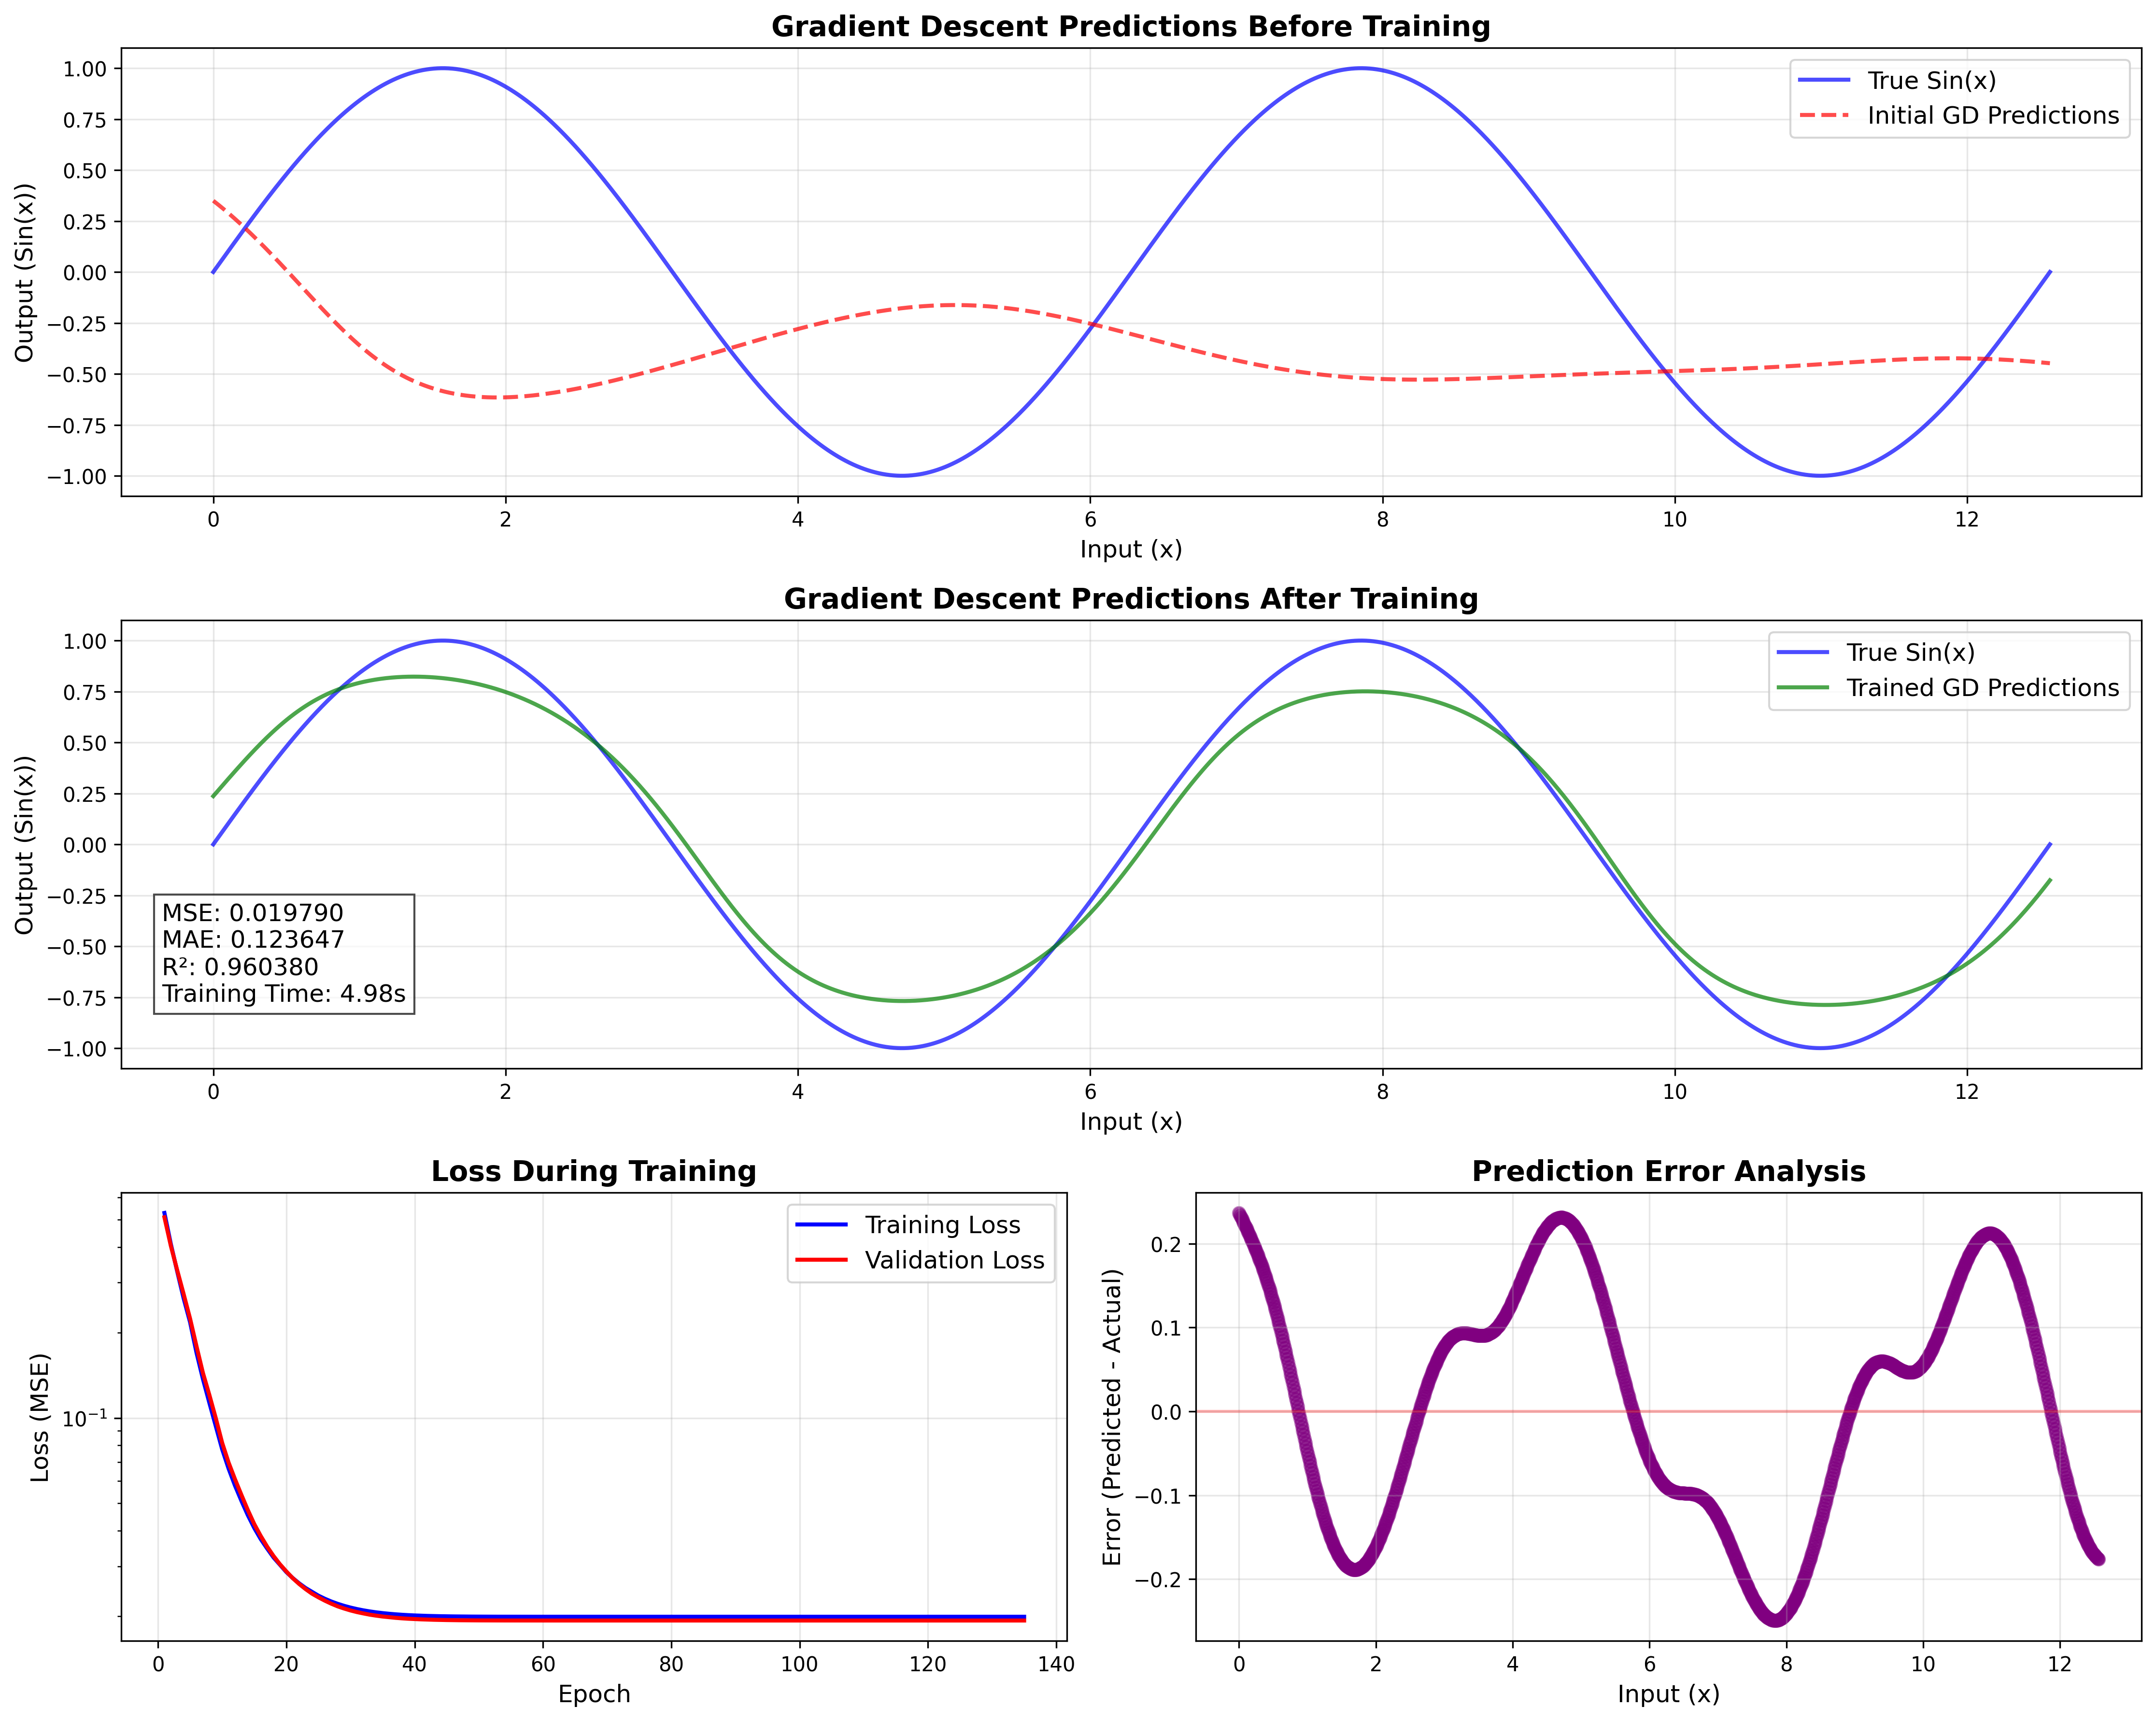 Gradient Descent Predictions Before Training
True Sin(x)
Initial GD Predictions
Output (Sin(x))
1.00
0.75
0.50
0.25
0.00
−0.25
−0.50
−0.75
−1.00
0 2 4 6 8 10 12
Input (x)
Gradient Descent Predictions After Training
True Sin(x)
Trained GD Predictions
Output (Sin(x))
1.00
0.75
0.50
0.25
0.00
−0.25
−0.50
−0.75
−1.00
MSE: 0.019790
MAE: 0.123647
R²: 0.960380
Training Time: 4.98s
0 2 4 6 8 10 12
Input (x)
Loss During Training
Training Loss
Validation Loss
Loss (MSE)
10⁻¹
0 20 40 60 80 100 120 140
Epoch
Prediction Error Analysis
Error (Predicted - Actual)
0.2
0.1
0.0
−0.1
−0.2
0 2 4 6 8 10 12
Input (x)